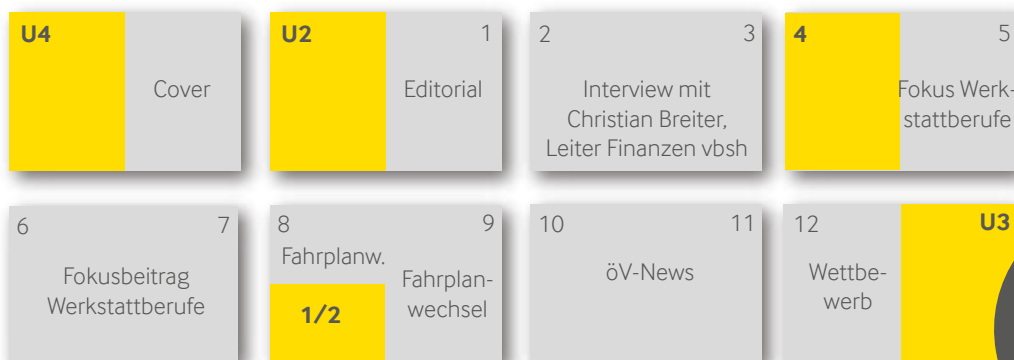 U4
Cover
U2
1
Editorial
2
3
Interview mit
Christian Breiter,
Leiter Finanzen vbsh
4
5
Fokus Werk-
stattberufe
6
7
Fokusbeitrag
Werkstattberufe
8
Fahrplanw.
1/2
9
Fahrplan-
wechsel
10
11
öV-News
12
Wettbe-
werb
U3